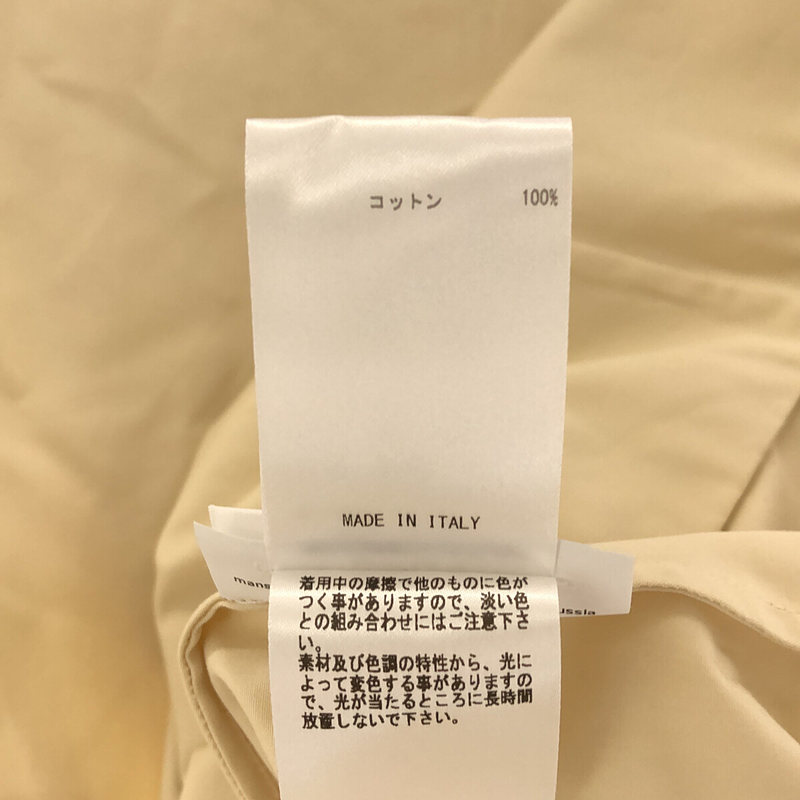 コットン 100%
MADE IN ITALY
着用中の摩擦で他のものに色が
つく事がありますので、淡い色
との組み合わせにはご注意下さ
い。
素材及び色調の特性から、光に
よって変色する事がありますの
で、光が当たるところに長時間
放置しないで下さい。